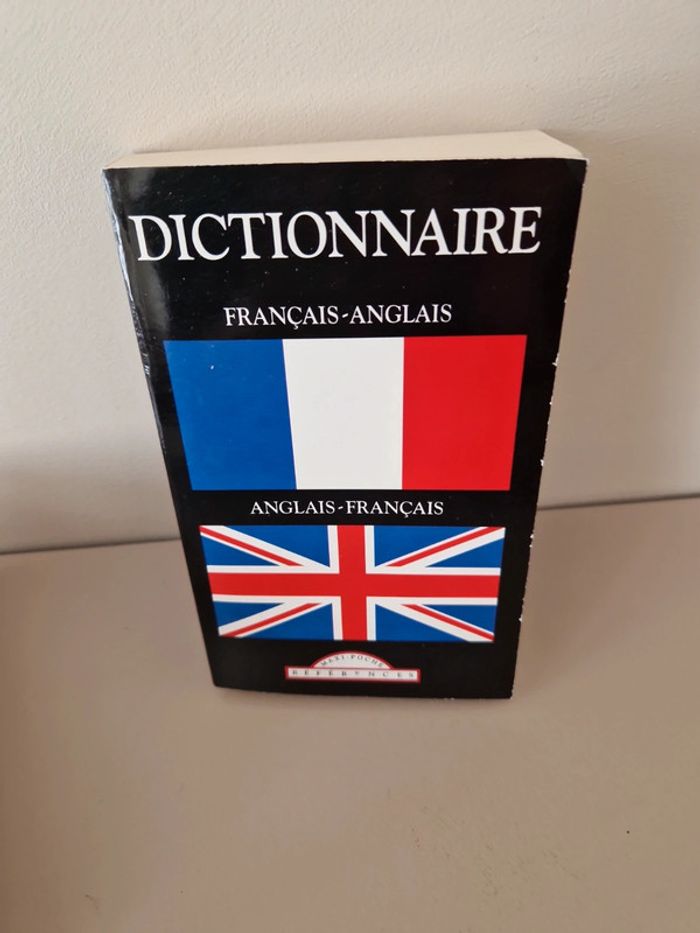 DICTIONNAIRE
FRANÇAIS-ANGLAIS
ANGLAIS-FRANÇAIS
MAXI-POCHE
RÉFÉRENCES